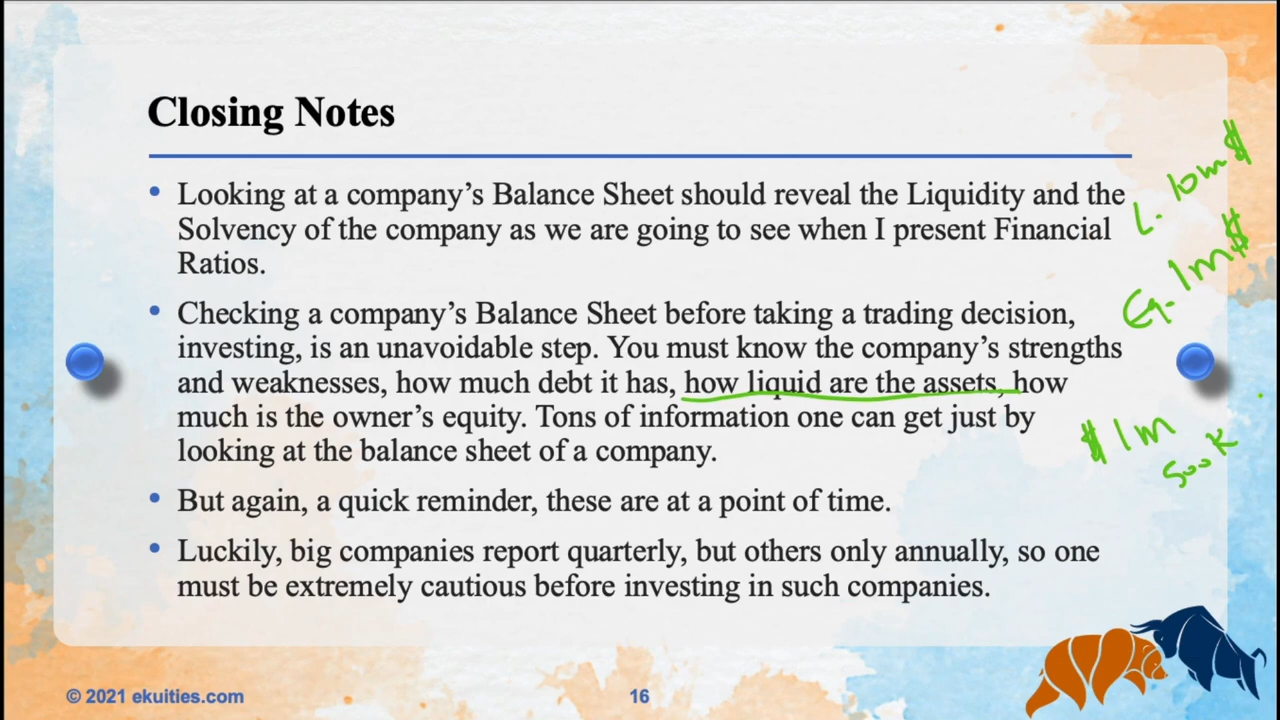 Closing Notes
• Looking at a company’s Balance Sheet should reveal the Liquidity and the
Solvency of the company as we are going to see when I present Financial
Ratios.
• Checking a company’s Balance Sheet before taking a trading decision,
investing, is an unavoidable step. You must know the company’s strengths
and weaknesses, how much debt it has, how liquid are the assets, how
much is the owner’s equity. Tons of information one can get just by
looking at the balance sheet of a company.
• But again, a quick reminder, these are at a point of time.
• Luckily, big companies report quarterly, but others only annually, so one
must be extremely cautious before investing in such companies.
L. 10m$
Eq. 1m$
$ 1m
500K
© 2021 ekuities.com
16